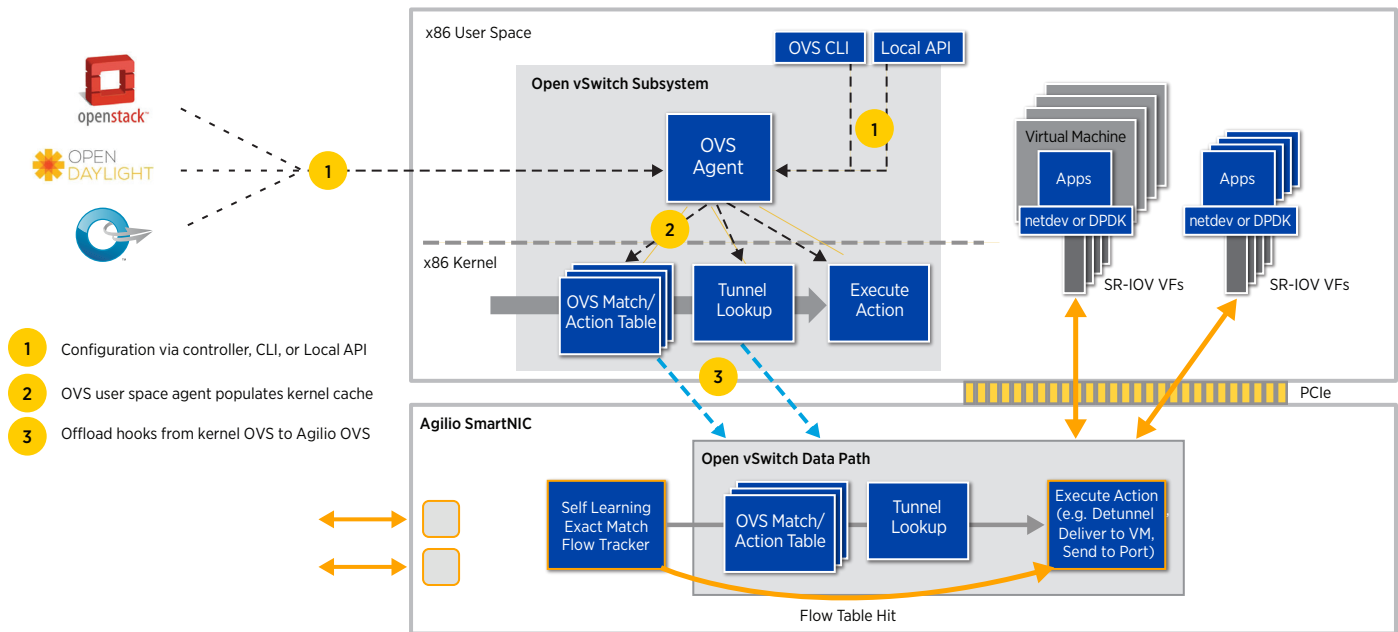 x86 User Space
OVS CLI
Local API
Open vSwitch Subsystem
openstack™
OPEN
DAYLIGHT
™
1
1
OVS
Agent
2
Virtual Machine
Apps
netdev or DPDK
SR-IOV VFs
Apps
netdev or DPDK
SR-IOV VFs
x86 Kernel
OVS Match/
Action Table
Tunnel
Lookup
Execute
Action
3
1 Configuration via controller, CLI, or Local API
2 OVS user space agent populates kernel cache
3 Offload hooks from kernel OVS to Agilio OVS
PCIe
Agilio SmartNIC
Open vSwitch Data Path
Self Learning
Exact Match
Flow Tracker
OVS Match/
Action Table
Tunnel
Lookup
Execute Action
(e.g. Detunnel
Deliver to VM,
Send to Port)
Flow Table Hit